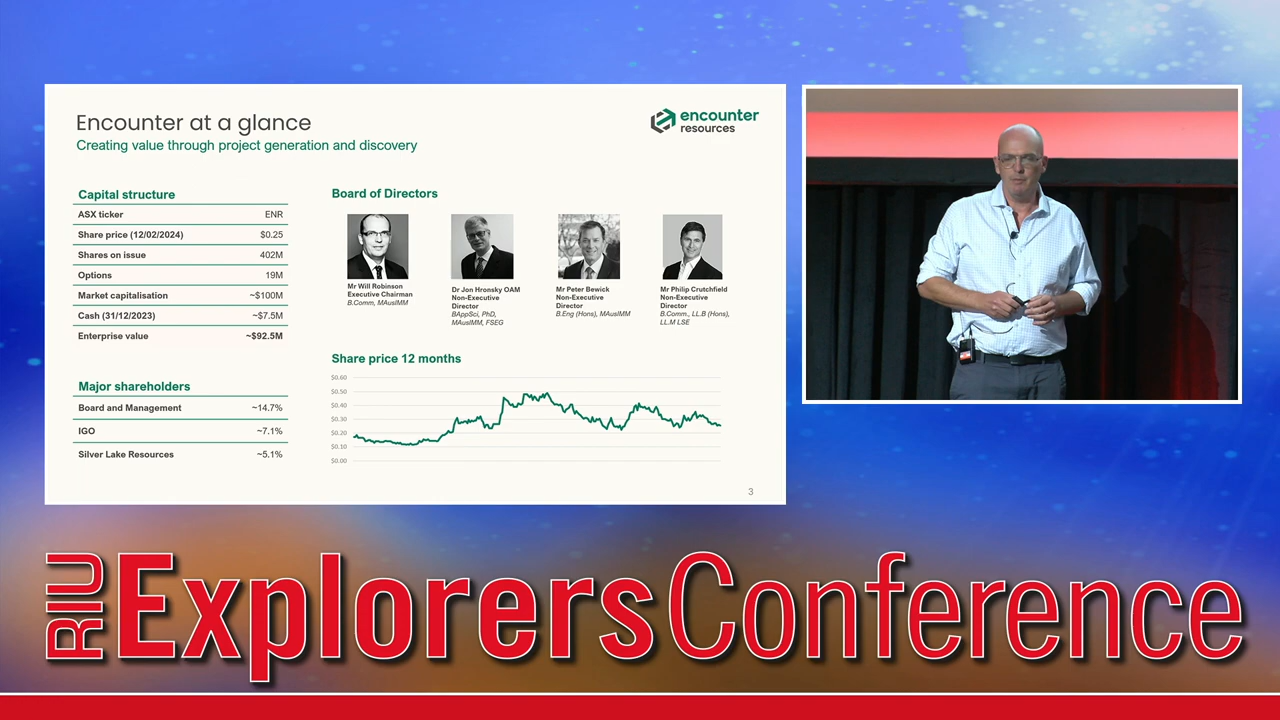 Encounter at a glance
Creating value through project generation and discovery
encounter
resources
Capital structure
ASX ticker ENR
Share price (12/02/2024) $0.25
Shares on issue 402M
Options 19M
Market capitalisation ~$100M
Cash (31/12/2023) ~$7.5M
Enterprise value ~$92.5M
Major shareholders
Board and Management ~14.7%
IGO ~7.1%
Silver Lake Resources ~5.1%
Board of Directors
Mr Will Robinson
Executive Chairman
B.Comm, MAusIMM
Dr Jon Hronsky OAM
Non-Executive
Director
BAppSci, PhD,
MAusIMM, FSEG
Mr Peter Bewick
Non-Executive
Director
B.Eng (Hons), MAusIMM
Mr Philip Crutchfield
Non-Executive
Director
B.Comm., LL.B (Hons),
LL.M LSE
Share price 12 months
$0.60
$0.50
$0.40
$0.30
$0.20
$0.10
$0.00
3
RIU ExplorersConference